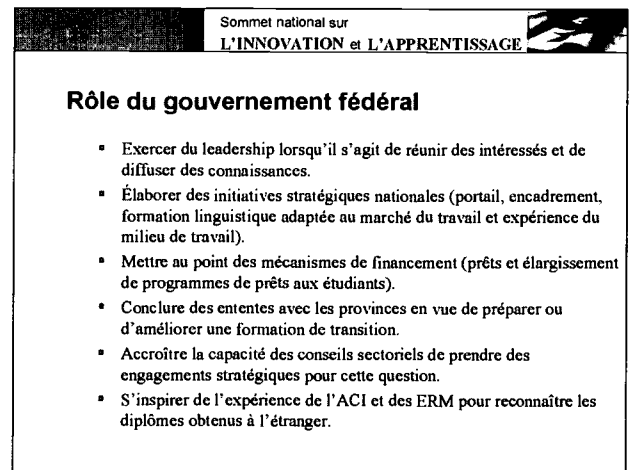 Sommet national sur
L'INNOVATION et L'APPRENTISSAGE
Rôle du gouvernement fédéral
▪ Exercer du leadership lorsqu'il s'agit de réunir des intéressés et de
diffuser des connaissances.
▪ Élaborer des initiatives stratégiques nationales (portail, encadrement,
formation linguistique adaptée au marché du travail et expérience du
milieu de travail).
▪ Mettre au point des mécanismes de financement (prêts et élargissement
de programmes de prêts aux étudiants).
▪ Conclure des ententes avec les provinces en vue de préparer ou
d'améliorer une formation de transition.
▪ Accroître la capacité des conseils sectoriels de prendre des
engagements stratégiques pour cette question.
▪ S'inspirer de l'expérience de l'ACI et des ERM pour reconnaître les
diplômes obtenus à l'étranger.